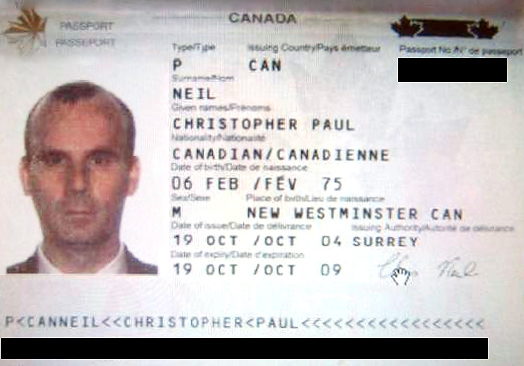 CANADA
PASSPORT
PASSEPORT
Type/Type Issuing Country/Pays émetteur Passport No./N° de passeport
P CAN
Surname/Nom
NEIL
Given names/Prénoms
CHRISTOPHER PAUL
Nationality/Nationalité
CANADIAN/CANADIENNE
Date of birth/Date de naissance
06 FEB /FÉV 75
Sex/Sexe Place of birth/Lieu de naissance
M NEW WESTMINSTER CAN
Date of issue/Date de délivrance Issuing Authority/Autorité de délivrance
19 OCT /OCT 04 SURREY
Date of expiry/Date d'expiration
19 OCT /OCT 09
P<CANNEIL<<CHRISTOPHER<PAUL<<<<<<<<<<<<<<<<<